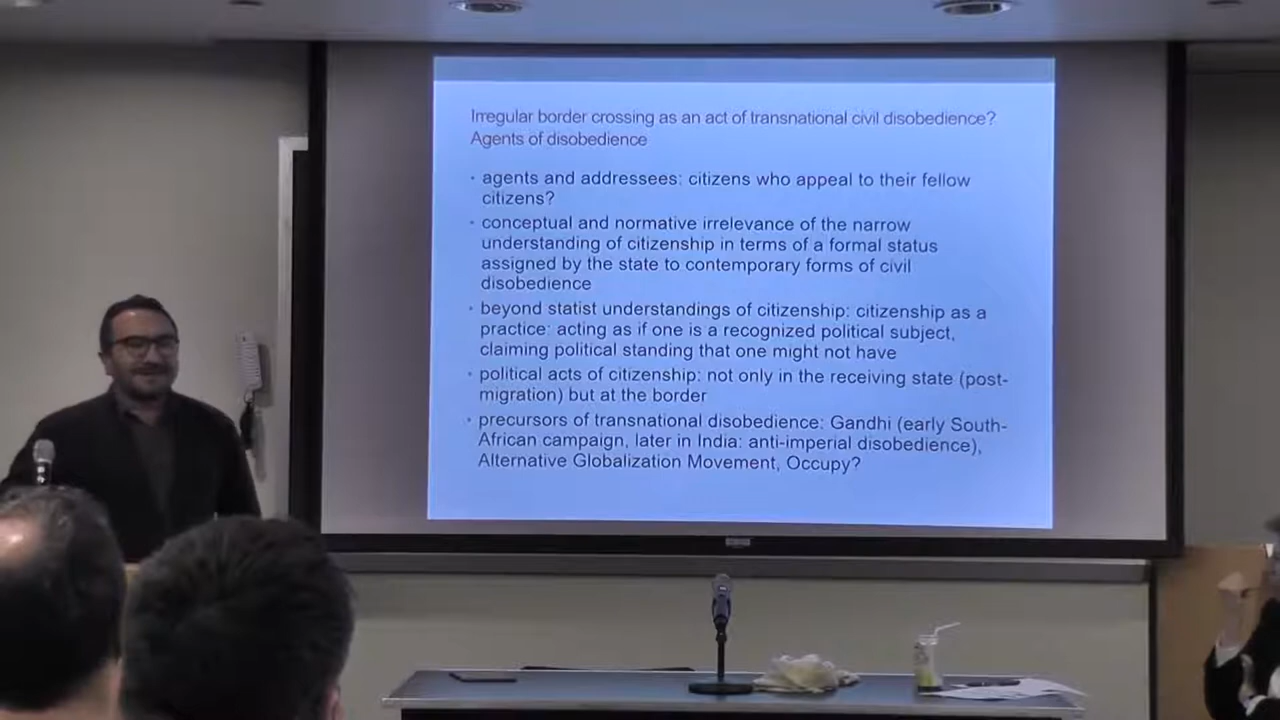 Irregular border crossing as an act of transnational civil disobedience?
Agents of disobedience
· agents and addressees: citizens who appeal to their fellow
citizens?
· conceptual and normative irrelevance of the narrow
understanding of citizenship in terms of a formal status
assigned by the state to contemporary forms of civil
disobedience
· beyond statist understandings of citizenship: citizenship as a
practice: acting as if one is a recognized political subject,
claiming political standing that one might not have
· political acts of citizenship: not only in the receiving state (post-
migration) but at the border
· precursors of transnational disobedience: Gandhi (early South-
African campaign, later in India: anti-imperial disobedience),
Alternative Globalization Movement, Occupy?